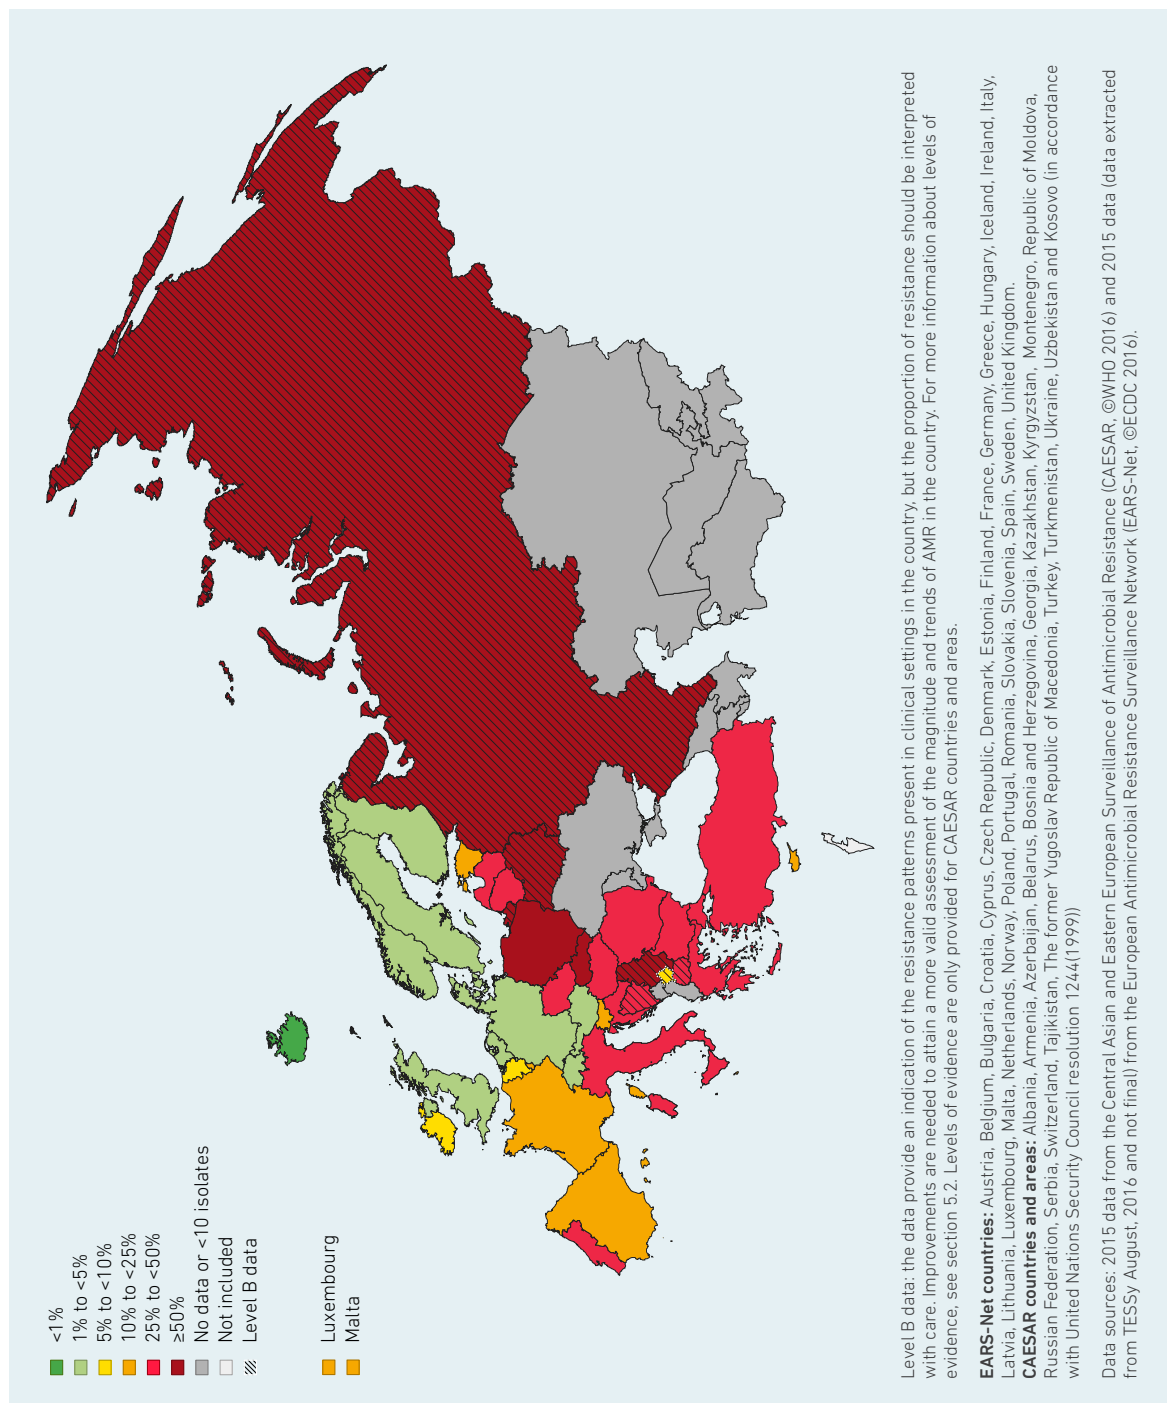 <1%
1% to <5%
5% to <10%
10% to <25%
25% to <50%
≥50%
No data or <10 isolates
Not included
Level B data
Luxembourg
Malta
Level B data: the data provide an indication of the resistance patterns present in clinical settings in the country, but the proportion of resistance should be interpreted
with care. Improvements are needed to attain a more valid assessment of the magnitude and trends of AMR in the country. For more information about levels of
evidence, see section 5.2. Levels of evidence are only provided for CAESAR countries and areas.
EARS-Net countries: Austria, Belgium, Bulgaria, Croatia, Cyprus, Czech Republic, Denmark, Estonia, Finland, France, Germany, Greece, Hungary, Iceland, Ireland, Italy,
Latvia, Lithuania, Luxembourg, Malta, Netherlands, Norway, Poland, Portugal, Romania, Slovakia, Slovenia, Spain, Sweden, United Kingdom.
CAESAR countries and areas: Albania, Armenia, Azerbaijan, Belarus, Bosnia and Herzegovina, Georgia, Kazakhstan, Kyrgyzstan, Montenegro, Republic of Moldova,
Russian Federation, Serbia, Switzerland, Tajikistan, The former Yugoslav Republic of Macedonia, Turkey, Turkmenistan, Ukraine, Uzbekistan and Kosovo (in accordance
with United Nations Security Council resolution 1244(1999))
Data sources: 2015 data from the Central Asian and Eastern European Surveillance of Antimicrobial Resistance (CAESAR, ©WHO 2016) and 2015 data (data extracted
from TESSy August, 2016 and not final) from the European Antimicrobial Resistance Surveillance Network (EARS-Net, ©ECDC 2016).